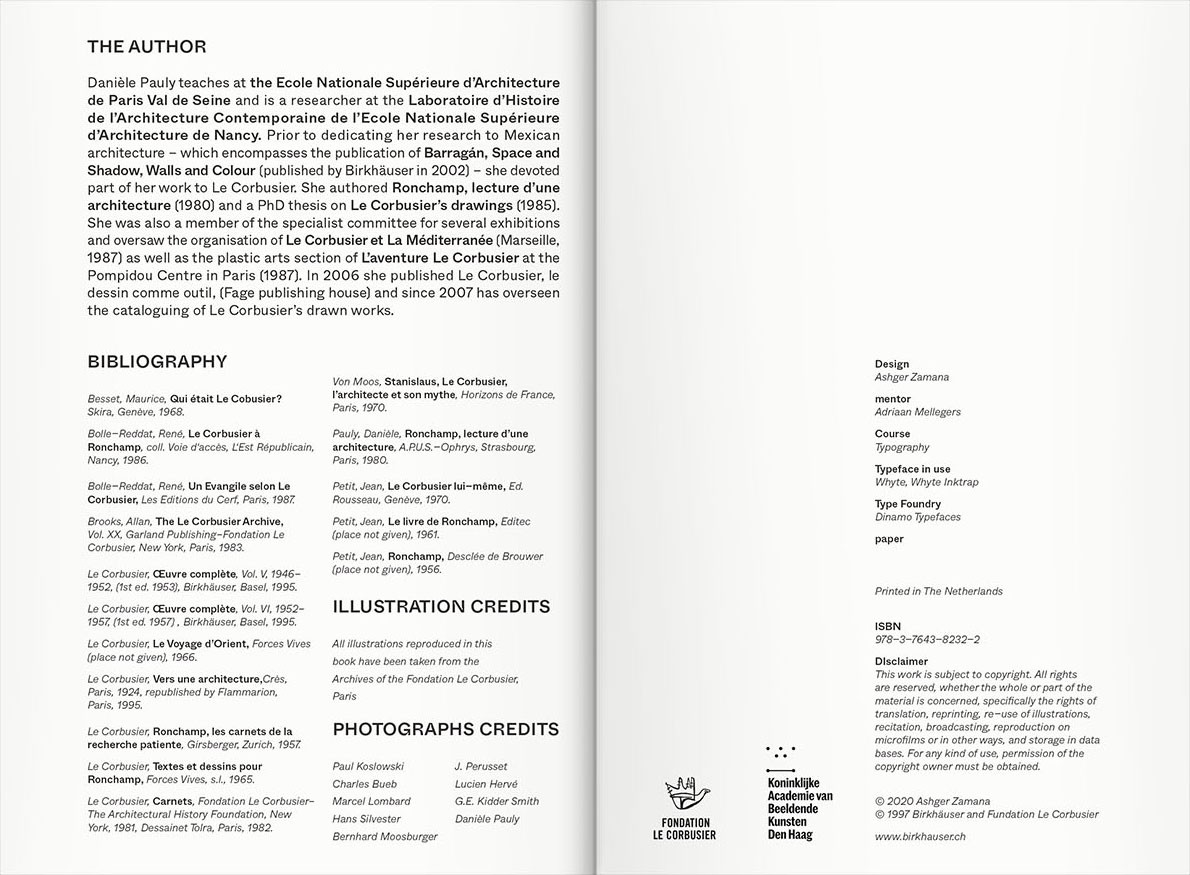 THE AUTHOR
Danièle Pauly teaches at the Ecole Nationale Supérieure d'Architecture
de Paris Val de Seine and is a researcher at the Laboratoire d'Histoire
de l'Architecture Contemporaine de l'Ecole Nationale Supérieure
d'Architecture de Nancy. Prior to dedicating her research to Mexican
architecture – which encompasses the publication of Barragán, Space and
Shadow, Walls and Colour (published by Birkhäuser in 2002) – she devoted
part of her work to Le Corbusier. She authored Ronchamp, lecture d'une
architecture (1980) and a PhD thesis on Le Corbusier's drawings (1985).
She was also a member of the specialist committee for several exhibitions
and oversaw the organisation of Le Corbusier et La Méditerranée (Marseille,
1987) as well as the plastic arts section of L'aventure Le Corbusier at the
Pompidou Centre in Paris (1987). In 2006 she published Le Corbusier, le
dessin comme outil, (Fage publishing house) and since 2007 has overseen
the cataloguing of Le Corbusier's drawn works.
BIBLIOGRAPHY
Besset, Maurice, Qui était Le Cobusier?
Skira, Genève, 1968.
Bolle–Reddat, René, Le Corbusier à
Ronchamp, coll. Voie d'accès, L'Est Républicain,
Nancy, 1986.
Bolle–Reddat, René, Un Evangile selon Le
Corbusier, Les Editions du Cerf, Paris, 1987.
Brooks, Allan, The Le Corbusier Archive,
Vol. XX, Garland Publishing–Fondation Le
Corbusier, New York, Paris, 1983.
Le Corbusier, Œuvre complète, Vol. V, 1946–
1952, (1st ed. 1953), Birkhäuser, Basel, 1995.
Le Corbusier, Œuvre complète, Vol. VI, 1952–
1957, (1st ed. 1957) , Birkhäuser, Basel, 1995.
Le Corbusier, Le Voyage d'Orient, Forces Vives
(place not given), 1966.
Le Corbusier, Vers une architecture,Crès,
Paris, 1924, republished by Flammarion,
Paris, 1995.
Le Corbusier, Ronchamp, les carnets de la
recherche patiente, Girsberger, Zurich, 1957.
Le Corbusier, Textes et dessins pour
Ronchamp, Forces Vives, s.l., 1965.
Le Corbusier, Carnets, Fondation Le Corbusier–
The Architectural History Foundation, New
York, 1981, Dessainet Tolra, Paris, 1982.
Von Moos, Stanislaus, Le Corbusier,
l'architecte et son mythe, Horizons de France,
Paris, 1970.
Pauly, Danièle, Ronchamp, lecture d'une
architecture, A.P.U.S.–Ophrys, Strasbourg,
Paris, 1980.
Petit, Jean, Le Corbusier lui–même, Ed.
Rousseau, Genève, 1970.
Petit, Jean, Le livre de Ronchamp, Editec
(place not given), 1961.
Petit, Jean, Ronchamp, Desclée de Brouwer
(place not given), 1956.
ILLUSTRATION CREDITS
All illustrations reproduced in this
book have been taken from the
Archives of the Fondation Le Corbusier,
Paris
PHOTOGRAPHS CREDITS
Paul Koslowski
Charles Bueb
Marcel Lombard
Hans Silvester
Bernhard Moosburger
J. Perusset
Lucien Hervé
G.E. Kidder Smith
Danièle Pauly
FONDATION
LE CORBUSIER
Koninklijke
Academie van
Beeldende
Kunsten
Den Haag
Design
Ashger Zamana
mentor
Adriaan Mellegers
Course
Typography
Typeface in use
Whyte, Whyte Inktrap
Type Foundry
Dinamo Typefaces
paper
Printed in The Netherlands
ISBN
978–3–7643–8232–2
DIsclaimer
This work is subject to copyright. All rights
are reserved, whether the whole or part of the
material is concerned, specifically the rights of
translation, reprinting, re–use of illustrations,
recitation, broadcasting, reproduction on
microfilms or in other ways, and storage in data
bases. For any kind of use, permission of the
copyright owner must be obtained.
© 2020 Ashger Zamana
© 1997 Birkhäuser and Fundation Le Corbusier
www.birkhauser.ch